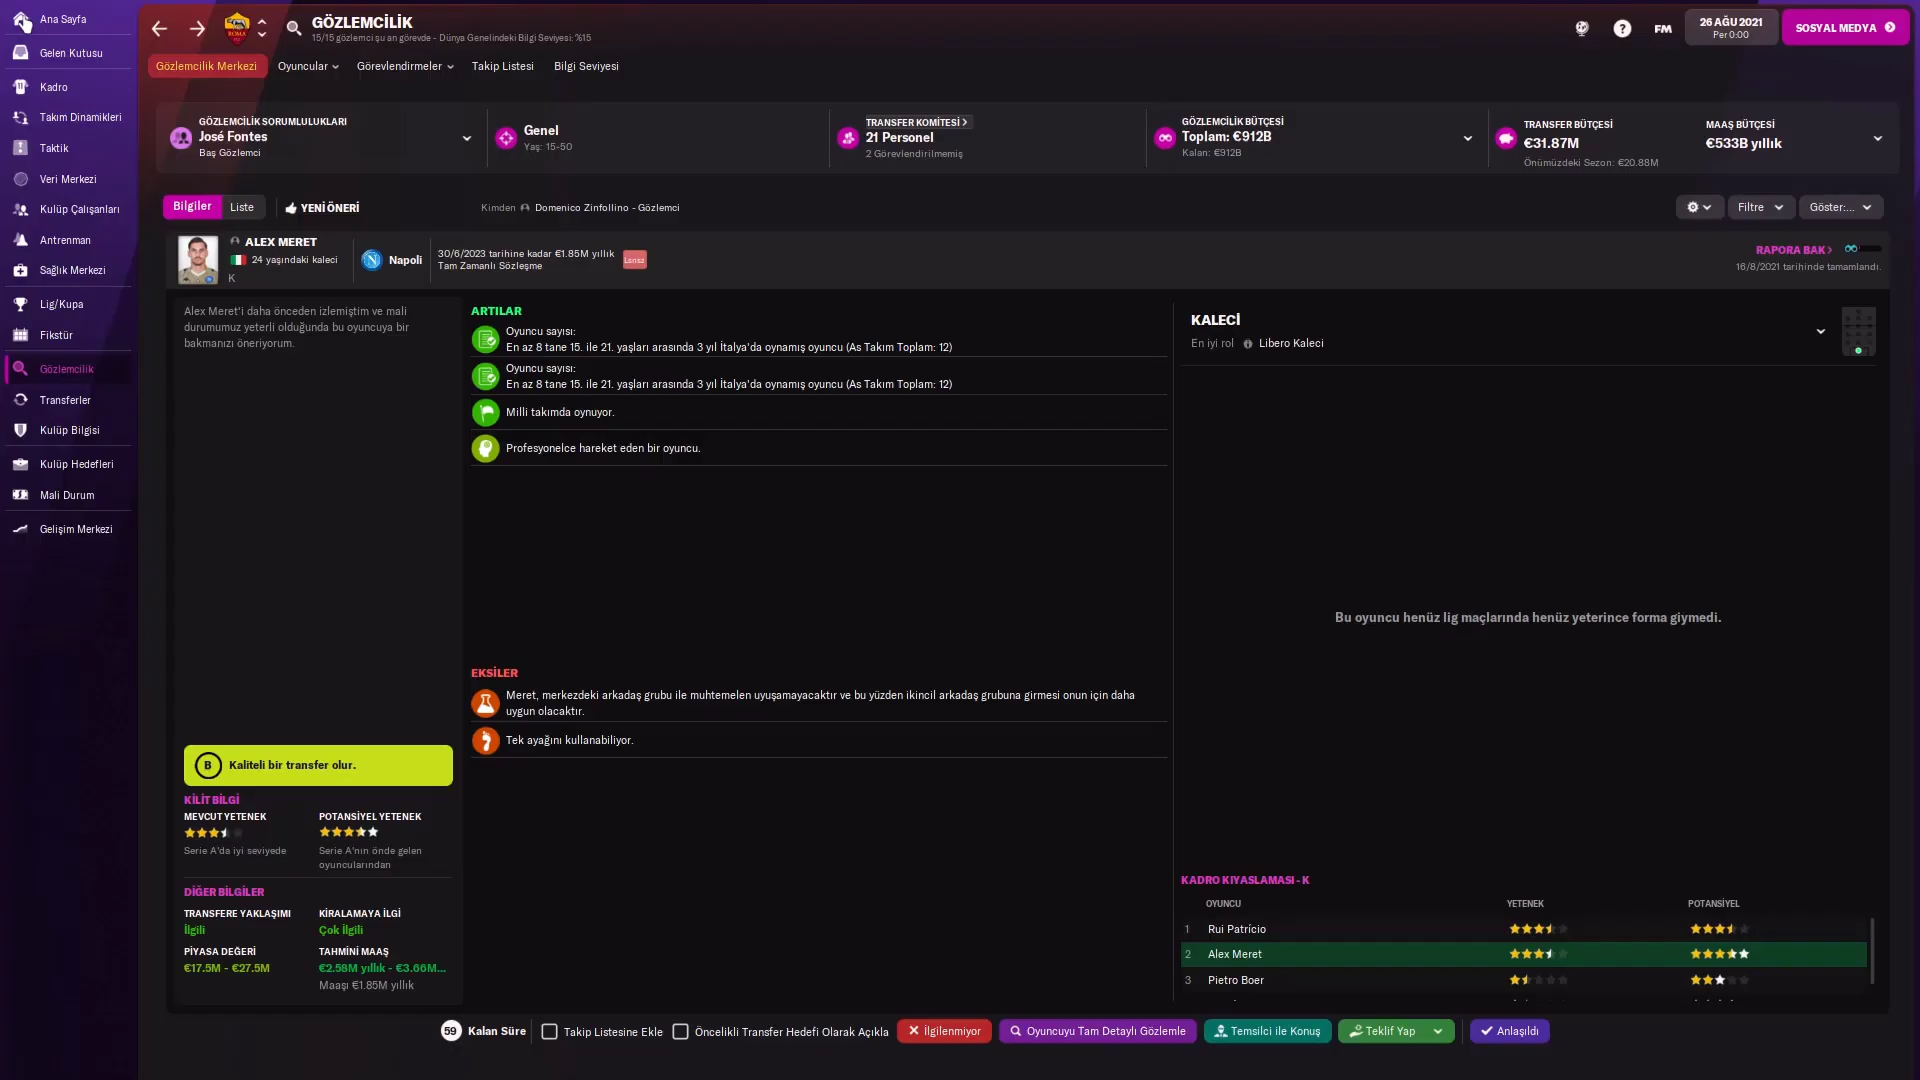 Ana Sayfa
Gelen Kutusu
Kadro
Takım Dinamikleri
Taktik
Veri Merkezi
Kulüp Çalışanları
Antrenman
Sağlık Merkezi
Lig/Kupa
Fikstür
Gözlemcilik
Transferler
Kulüp Bilgisi
Kulüp Hedefleri
Mali Durum
Gelişim Merkezi
GÖZLEMCİLİK
15/15 gözlemci şu an görevde - Dünya Genelindeki Bilgi Seviyesi: %15
FM
26 AĞU 2021
Per 0:00
SOSYAL MEDYA
Gözlemcilik Merkezi
Oyuncular
Görevlendirmeler
Takip Listesi
Bilgi Seviyesi
GÖZLEMCİLİK SORUMLULUKLARI
José Fontes
Baş Gözlemci
Genel
Yaş: 15-50
TRANSFER KOMİTESİ >
21 Personel
2 Görevlendirilmemiş
GÖZLEMCİLİK BÜTÇESİ
Toplam: €912B
Kalan: €912B
TRANSFER BÜTÇESİ
€31.87M
Önümüzdeki Sezon: €20.88M
MAAŞ BÜTÇESİ
€533B yıllık
Bilgiler
Liste
YENİ ÖNERİ
Kimden Domenico Zinfollino - Gözlemci
Filtre
Göster:...
ALEX MERET
24 yaşındaki kaleci
K
Napoli
30/6/2023 tarihine kadar €1.85M yıllık
Tam Zamanlı Sözleşme
RAPORA BAK >
16/8/2021 tarihinde tamamlandı.
Alex Meret'i daha önceden izlemiştim ve mali
durumumuz yeterli olduğunda bu oyuncuya bir
bakmanızı öneriyorum.
B Kaliteli bir transfer olur.
KİLİT BİLGİ
MEVCUT YETENEK
Serie A'da iyi seviyede
POTANSİYEL YETENEK
Serie A'nın önde gelen
oyuncularından
DİĞER BİLGİLER
TRANSFERE YAKLAŞIMI
İlgili
KİRALAMAYA İLGİ
Çok İlgili
PİYASA DEĞERİ
€17.5M - €27.5M
TAHMİNİ MAAŞ
€2.58M yıllık - €3.66M...
Maaşı €1.85M yıllık
ARTILAR
Oyuncu sayısı:
En az 8 tane 15. ile 21. yaşları arasında 3 yıl İtalya'da oynamış oyuncu (As Takım Toplam: 12)
Oyuncu sayısı:
En az 8 tane 15. ile 21. yaşları arasında 3 yıl İtalya'da oynamış oyuncu (As Takım Toplam: 12)
Milli takımda oynuyor.
Profesyonelce hareket eden bir oyuncu.
EKSİLER
Meret, merkezdeki arkadaş grubu ile muhtemelen uyuşamayacaktır ve bu yüzden ikincil arkadaş grubuna girmesi onun için daha
uygun olacaktır.
Tek ayağını kullanabiliyor.
KALECİ
En iyi rol Libero Kaleci
Bu oyuncu henüz lig maçlarında henüz yeterince forma giymedi.
KADRO KIYASLAMASI - K
OYUNCU YETENEK POTANSİYEL
1 Rui Patrício
2 Alex Meret
3 Pietro Boer
59 Kalan Süre
Takip Listesine Ekle
Öncelikli Transfer Hedefi Olarak Açıkla
İlgilenmiyor
Oyuncuyu Tam Detaylı Gözlemle
Temsilci ile Konuş
Teklif Yap
Anlaşıldı